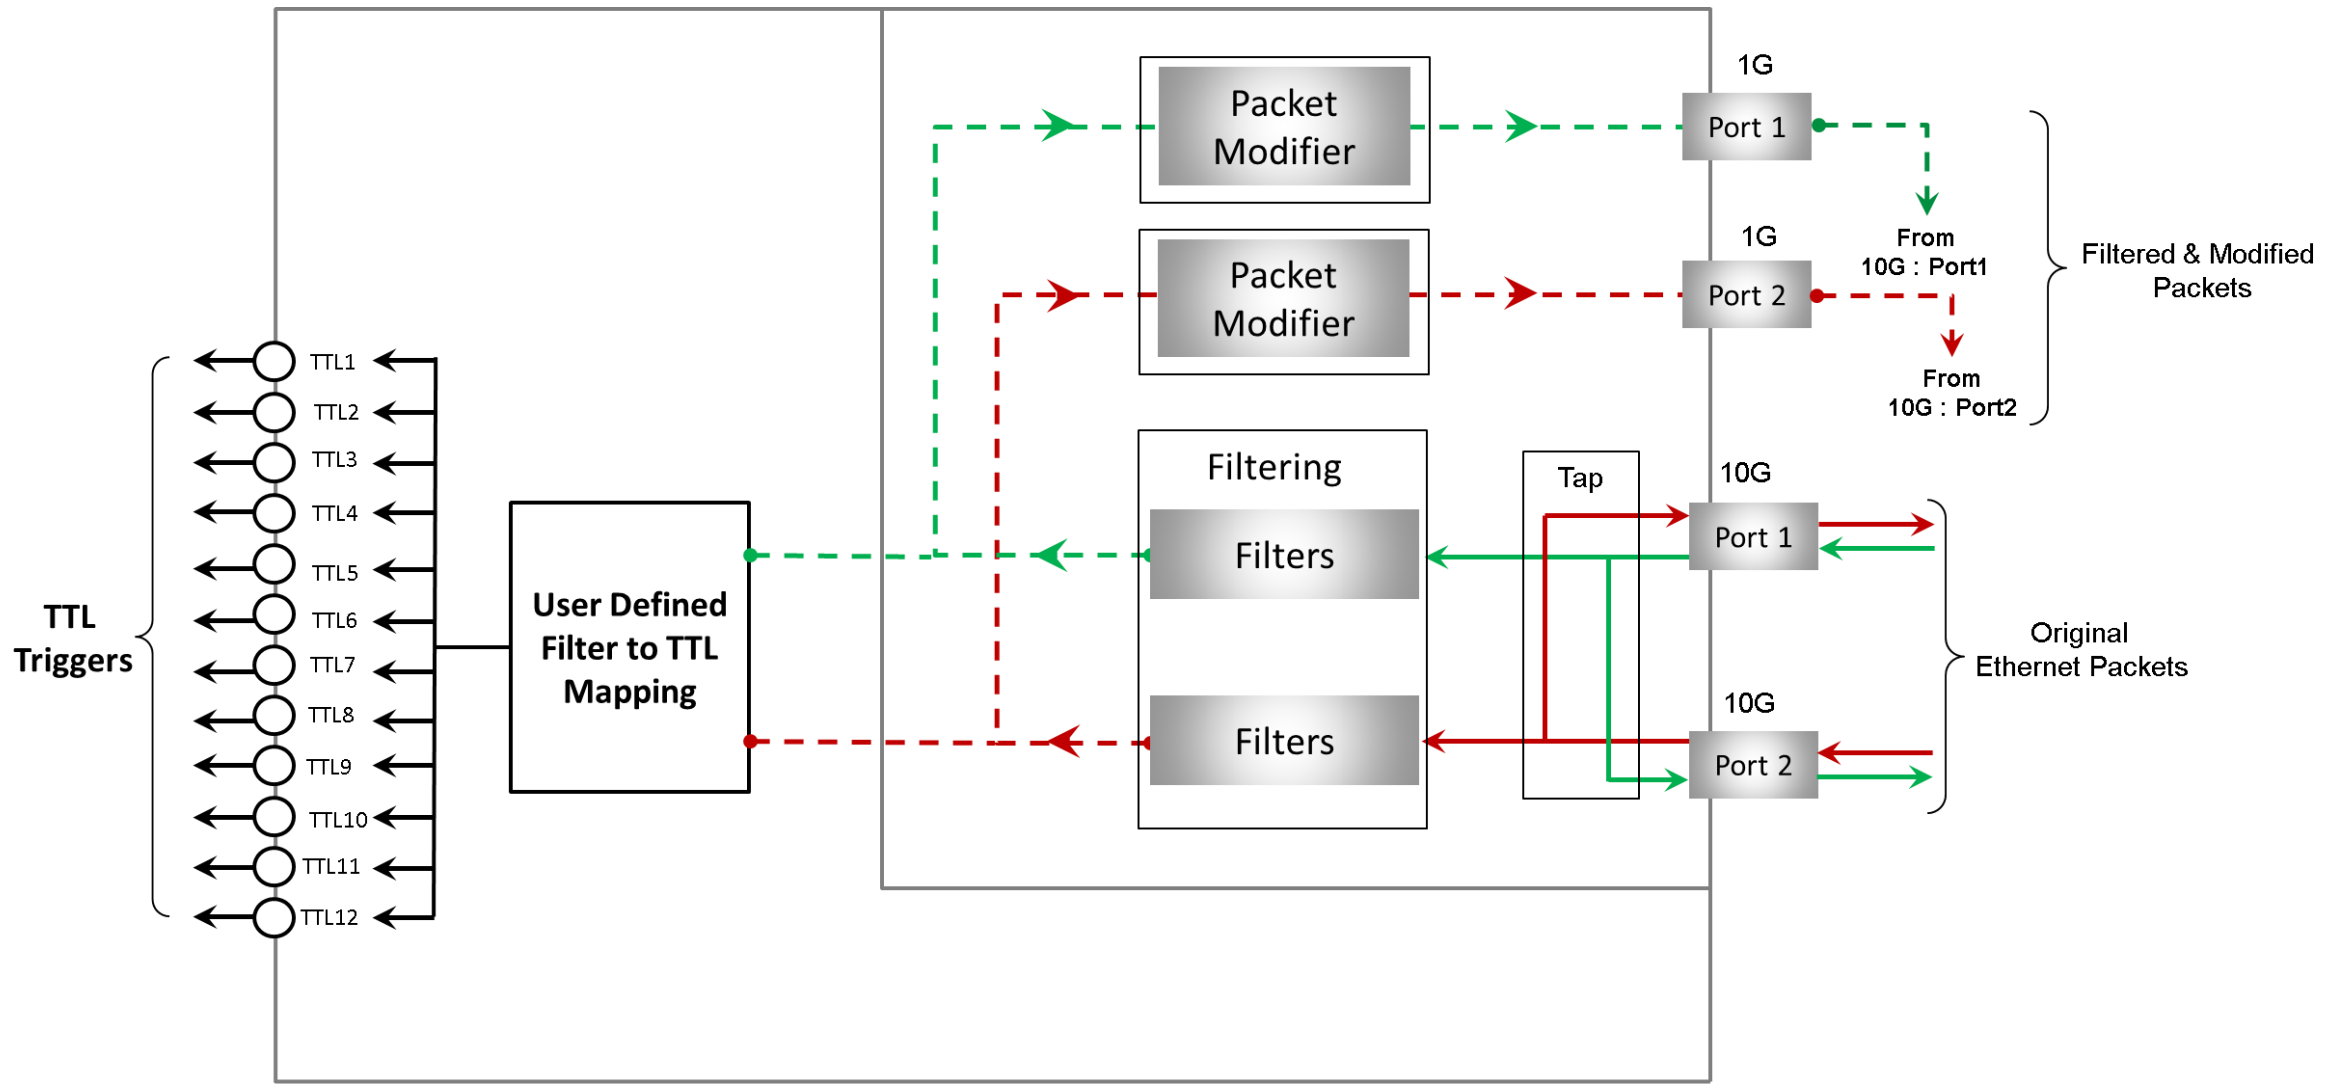 1G
Packet
Modifier
Port 1
From
10G : Port1
1G
Packet
Modifier
Port 2
From
10G : Port2
Filtered & Modified
Packets
TTL1
TTL2
TTL3
TTL4
TTL5
TTL6
TTL7
TTL8
TTL9
TTL10
TTL11
TTL12
TTL
Triggers
User Defined
Filter to TTL
Mapping
Filtering
Filters
Filters
Tap
10G
Port 1
10G
Port 2
Original
Ethernet Packets